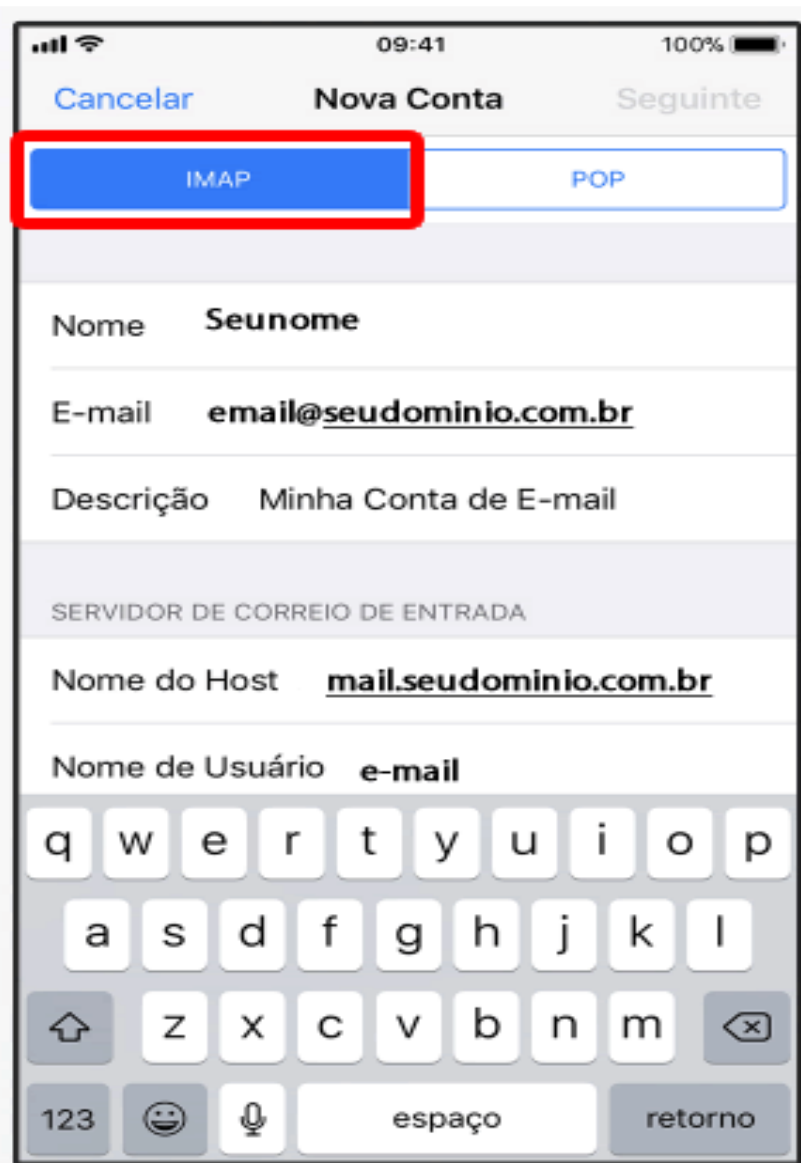 09:41 100%
Cancelar Nova Conta Seguinte
IMAP POP
Nome Seunome
E-mail email@seudominio.com.br
Descrição Minha Conta de E-mail
SERVIDOR DE CORREIO DE ENTRADA
Nome do Host mail.seudominio.com.br
Nome de Usuário e-mail
q w e r t y u i o p
a s d f g h j k l
z x c v b n m
123 espaço retorno